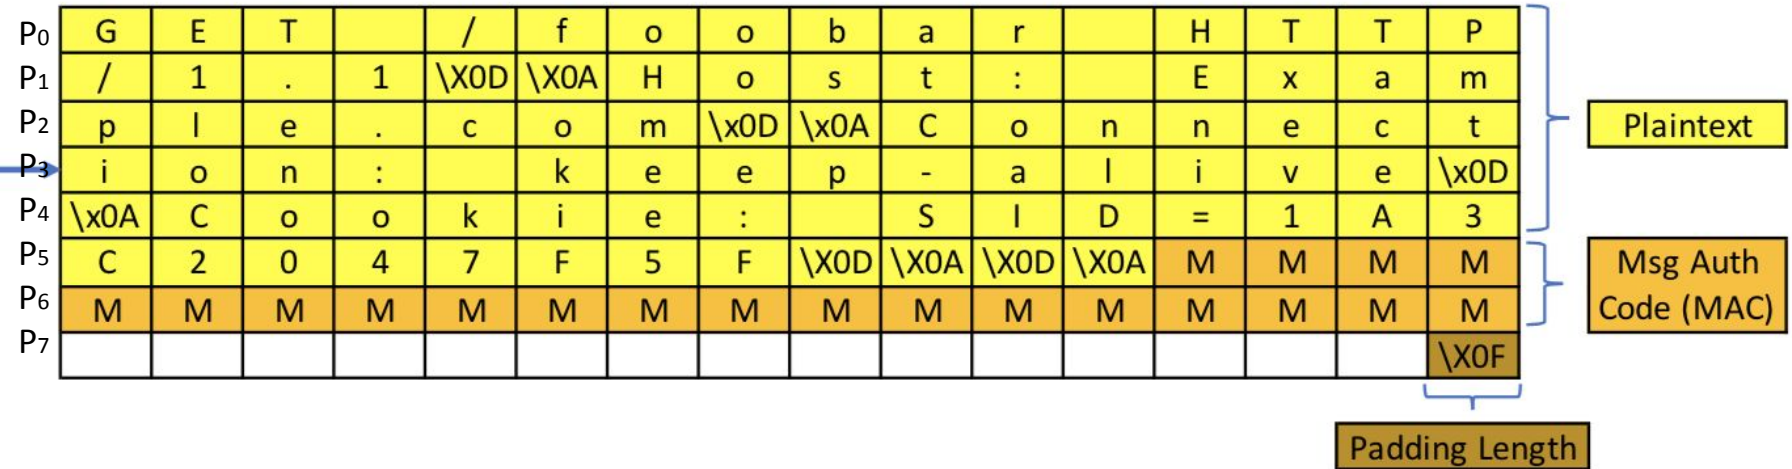 P0 G E T / f o o b a r H T T P
P1 / 1 . 1 \X0D \X0A H o s t : E x a m
P2 p l e . c o m \x0D \x0A C o n n e c t
Plaintext
P3 i o n : k e e p - a l i v e \x0D
P4 \x0A C o o k i e : S I D = 1 A 3
P5 C 2 0 4 7 F 5 F \X0D \X0A \X0D \X0A M M M M
Msg Auth
Code (MAC)
P6 M M M M M M M M M M M M M M M M
P7 \X0F
Padding Length